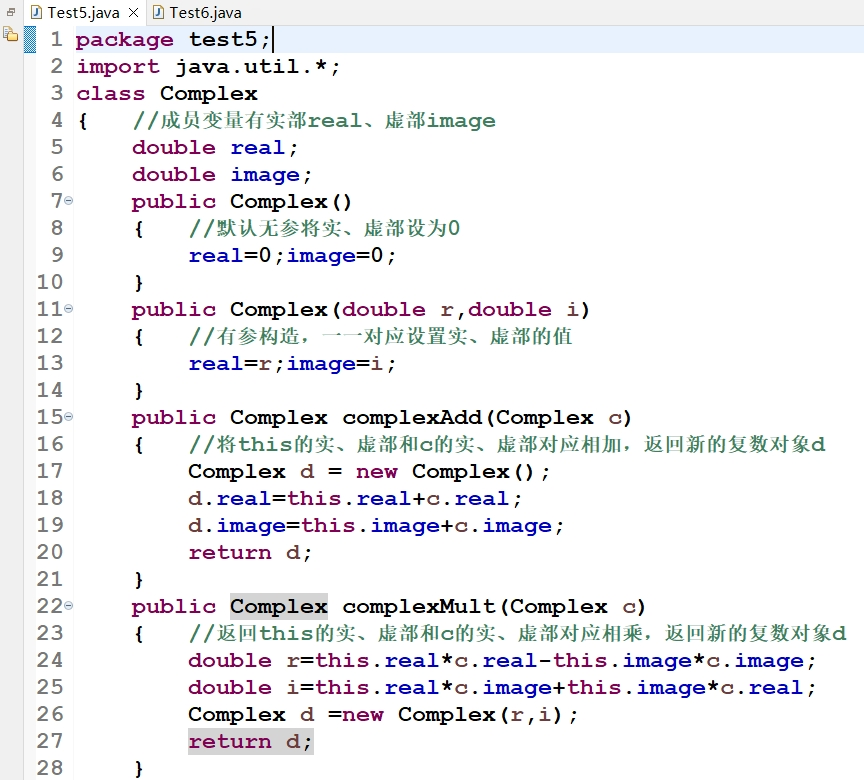 Test5.java Test6.java
1 package test5;
2 import java.util.*;
3 class Complex
4 { //成员变量有实部real、虚部image
5 double real;
6 double image;
7 public Complex()
8 { //默认无参将实、虚部设为0
9 real=0;image=0;
10 }
11 public Complex(double r,double i)
12 { //有参构造，一一对应设置实、虚部的值
13 real=r;image=i;
14 }
15 public Complex complexAdd(Complex c)
16 { //将this的实、虚部和c的实、虚部对应相加，返回新的复数对象d
17 Complex d = new Complex();
18 d.real=this.real+c.real;
19 d.image=this.image+c.image;
20 return d;
21 }
22 public Complex complexMult(Complex c)
23 { //返回this的实、虚部和c的实、虚部对应相乘，返回新的复数对象d
24 double r=this.real*c.real-this.image*c.image;
25 double i=this.real*c.image+this.image*c.real;
26 Complex d =new Complex(r,i);
27 return d;
28 }